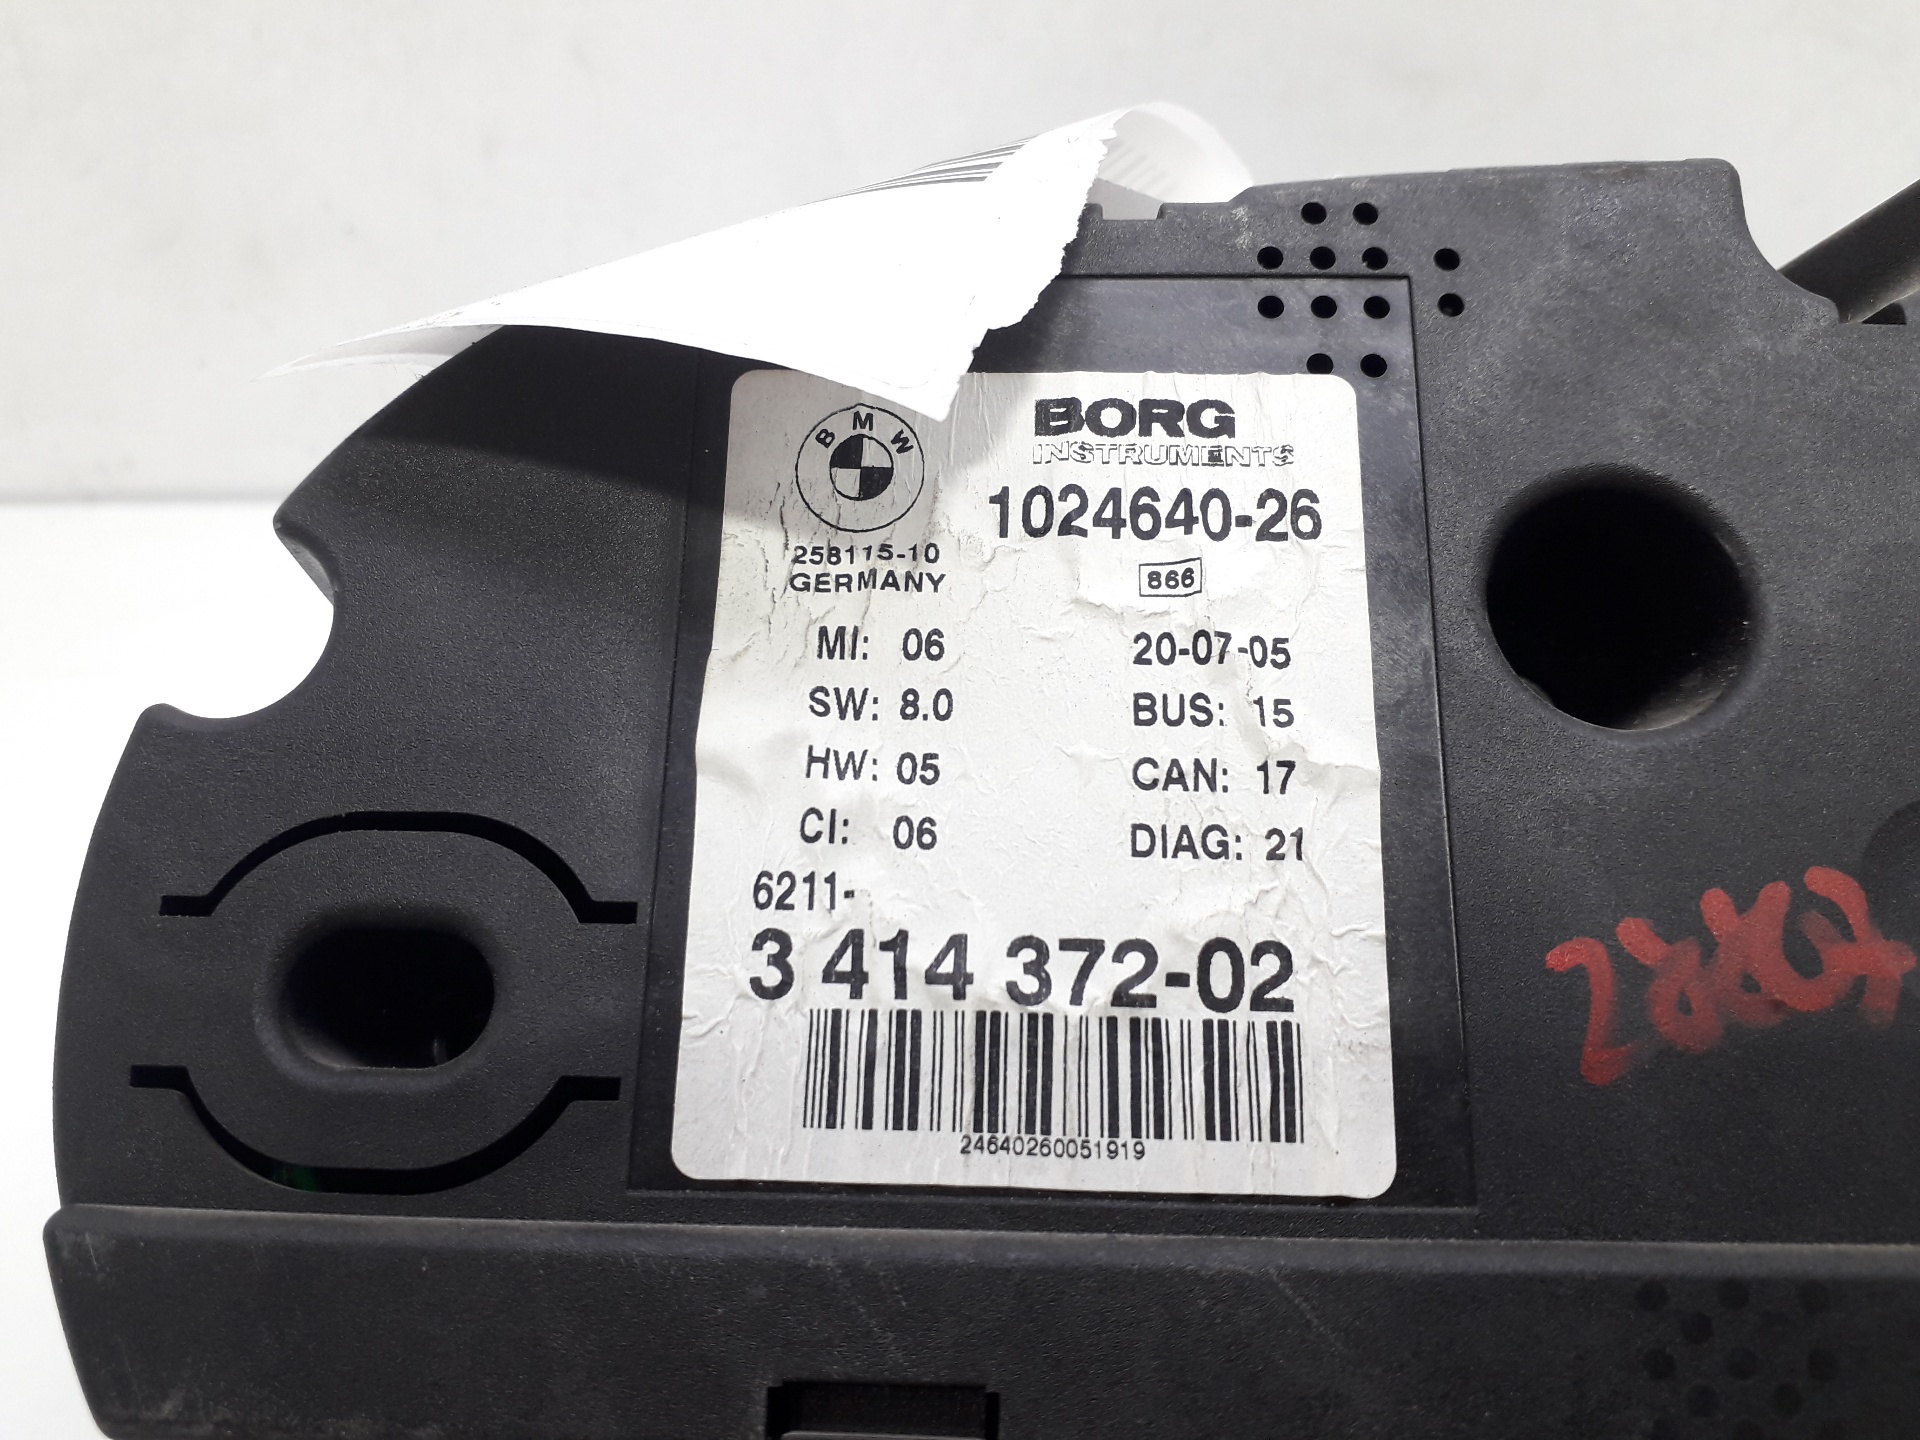 BMW
BORG
INSTRUMENTS
1024640-26
258115-10
GERMANY
866
MI: 06
20-07-05
SW: 8.0
BUS: 15
HW: 05
CAN: 17
CI: 06
DIAG: 21
6211-
3 414 372-02
24640260051919